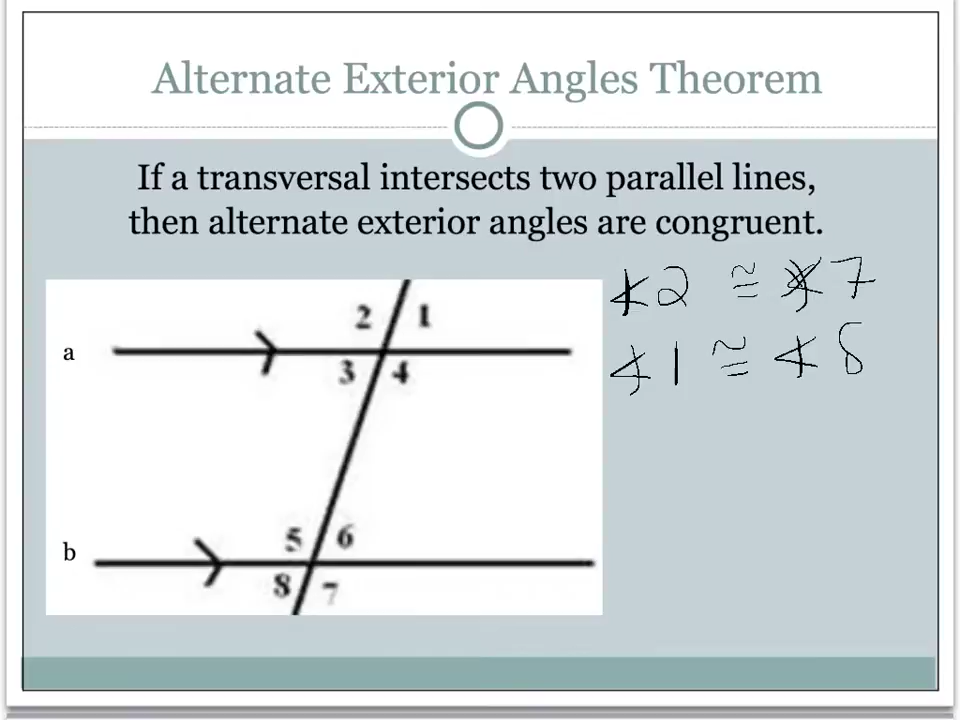 Alternate Exterior Angles Theorem
If a transversal intersects two parallel lines,
then alternate exterior angles are congruent.
∡2 ≅ ∡7
∡1 ≅ ∡8
2 1
a
3 4
5 6
b
8 7